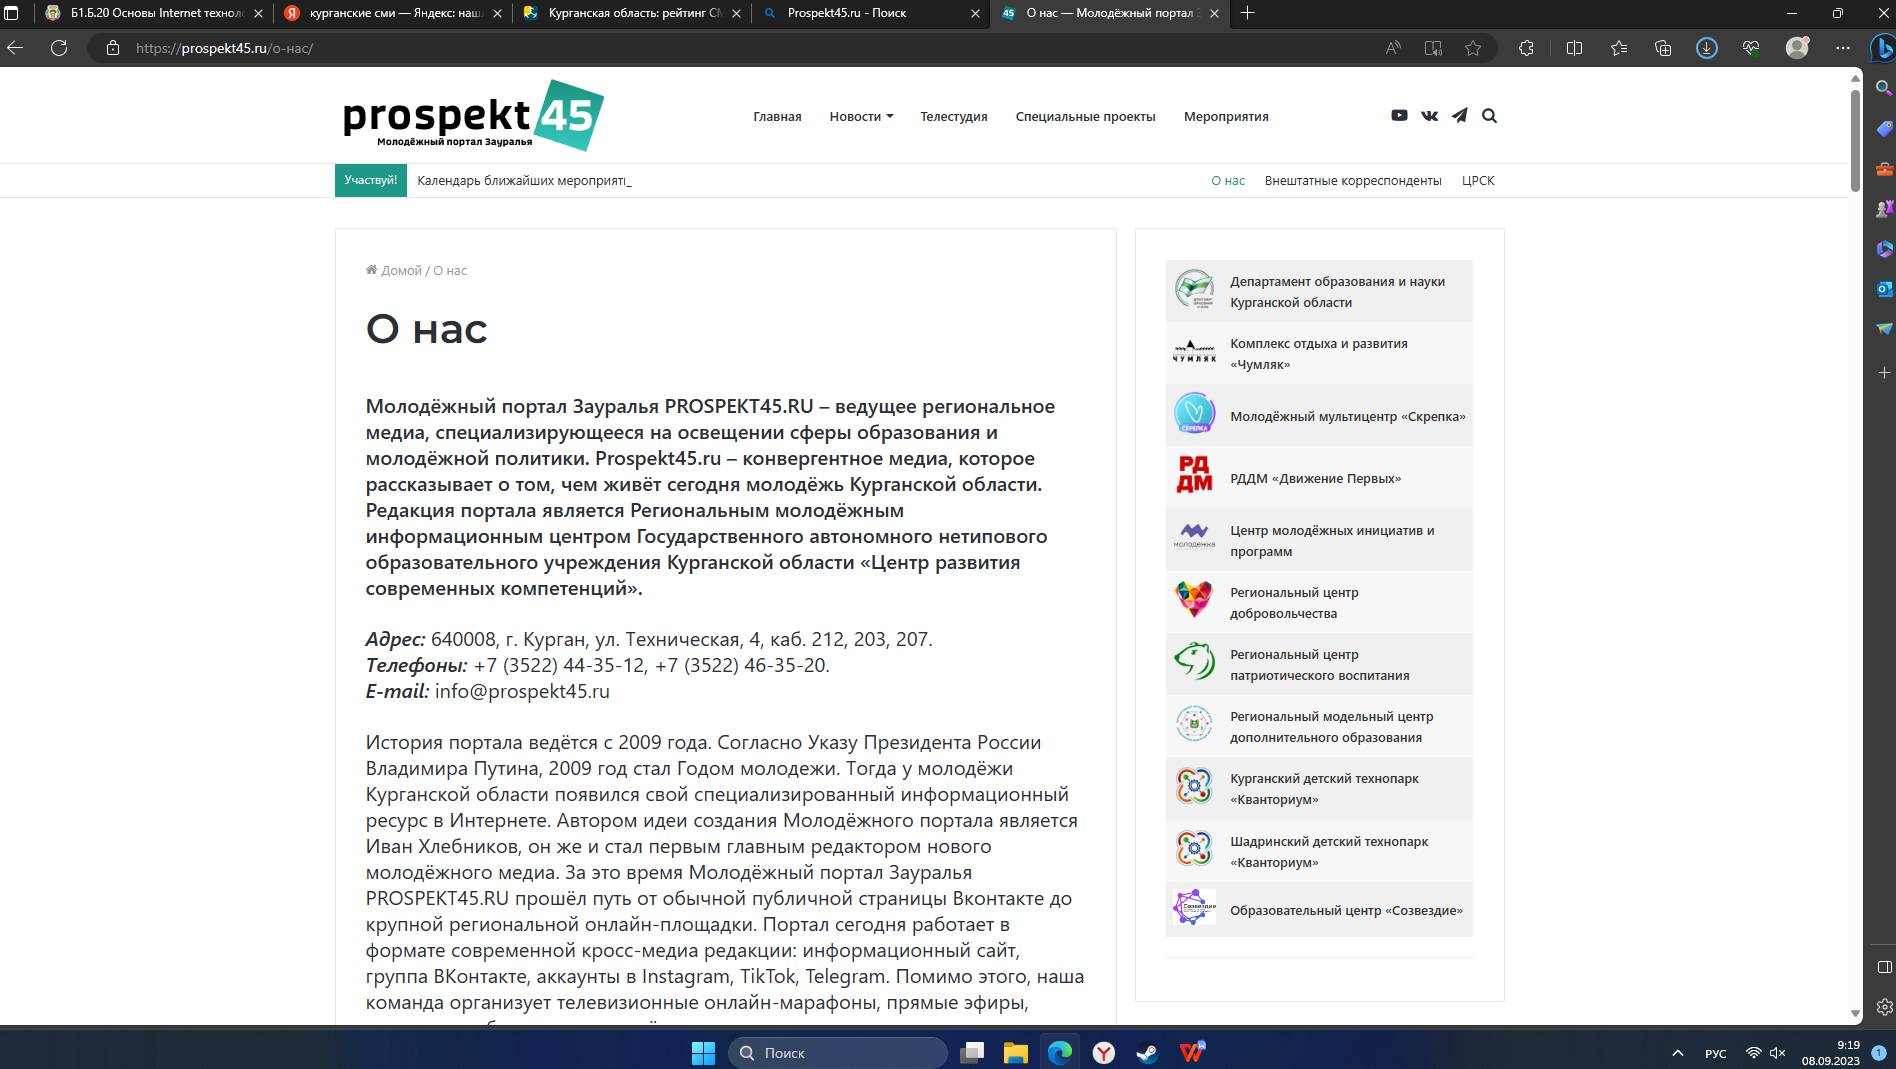 Б1.Б.20 Основы Internet техноло
курганские сми — Яндекс: наш
Курганская область: рейтинг СМ
Prospekt45.ru - Поиск
О нас — Молодёжный портал З
https://prospekt45.ru/о-нас/
prospekt 45
Молодёжный портал Зауралья
Главная
Новости
Телестудия
Специальные проекты
Мероприятия
Участвуй!
Календарь ближайших мероприяти_
О нас
Внештатные корреспонденты
ЦРСК
Домой / О нас
О нас
Молодёжный портал Зауралья PROSPEKT45.RU – ведущее региональное
медиа, специализирующееся на освещении сферы образования и
молодёжной политики. Prospekt45.ru – конвергентное медиа, которое
рассказывает о том, чем живёт сегодня молодёжь Курганской области.
Редакция портала является Региональным молодёжным
информационным центром Государственного автономного нетипового
образовательного учреждения Курганской области «Центр развития
современных компетенций».
Адрес: 640008, г. Курган, ул. Техническая, 4, каб. 212, 203, 207.
Телефоны: +7 (3522) 44-35-12, +7 (3522) 46-35-20.
E-mail: info@prospekt45.ru
История портала ведётся с 2009 года. Согласно Указу Президента России
Владимира Путина, 2009 год стал Годом молодежи. Тогда у молодёжи
Курганской области появился свой специализированный информационный
ресурс в Интернете. Автором идеи создания Молодёжного портала является
Иван Хлебников, он же и стал первым главным редактором нового
молодёжного медиа. За это время Молодёжный портал Зауралья
PROSPEKT45.RU прошёл путь от обычной публичной страницы Вконтакте до
крупной региональной онлайн-площадки. Портал сегодня работает в
формате современной кросс-медиа редакции: информационный сайт,
группа ВКонтакте, аккаунты в Instagram, TikTok, Telegram. Помимо этого, наша
команда организует телевизионные онлайн-марафоны, прямые эфиры,
Департамент образования и науки
Курганской области
ЧУМЛЯК
Комплекс отдыха и развития
«Чумляк»
СКРЕПКА
Молодёжный мультицентр «Скрепка»
РД
ДМ
РДДМ «Движение Первых»
молодежка
Центр молодёжных инициатив и
программ
Региональный центр
добровольчества
Региональный центр
патриотического воспитания
Региональный модельный центр
дополнительного образования
Курганский детский технопарк
«Кванториум»
Шадринский детский технопарк
«Кванториум»
Созвездие
Образовательный центр «Созвездие»
Поиск
РУС
9:19
08.09.2023
1